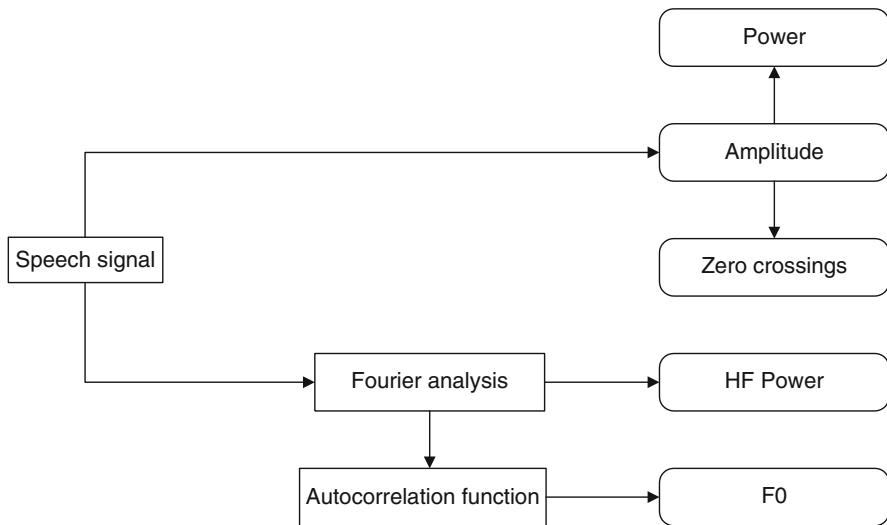 Power
Amplitude
Speech signal
Zero crossings
Fourier analysis
HF Power
Autocorrelation function
F0